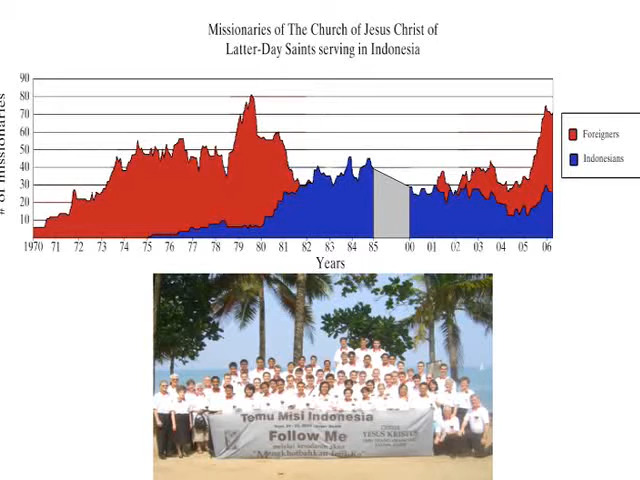 Missionaries of The Church of Jesus Christ of
Latter-Day Saints serving in Indonesia
# of missionaries
90
80
70
60
50
40
30
20
10
1970 71 72 73 74 75 76 77 78 79 80 81 82 83 84 85 00 01 02 03 04 05 06
Years
Foreigners
Indonesians
Temu Misi Indonesia
Follow Me
YESUS KRISTUS